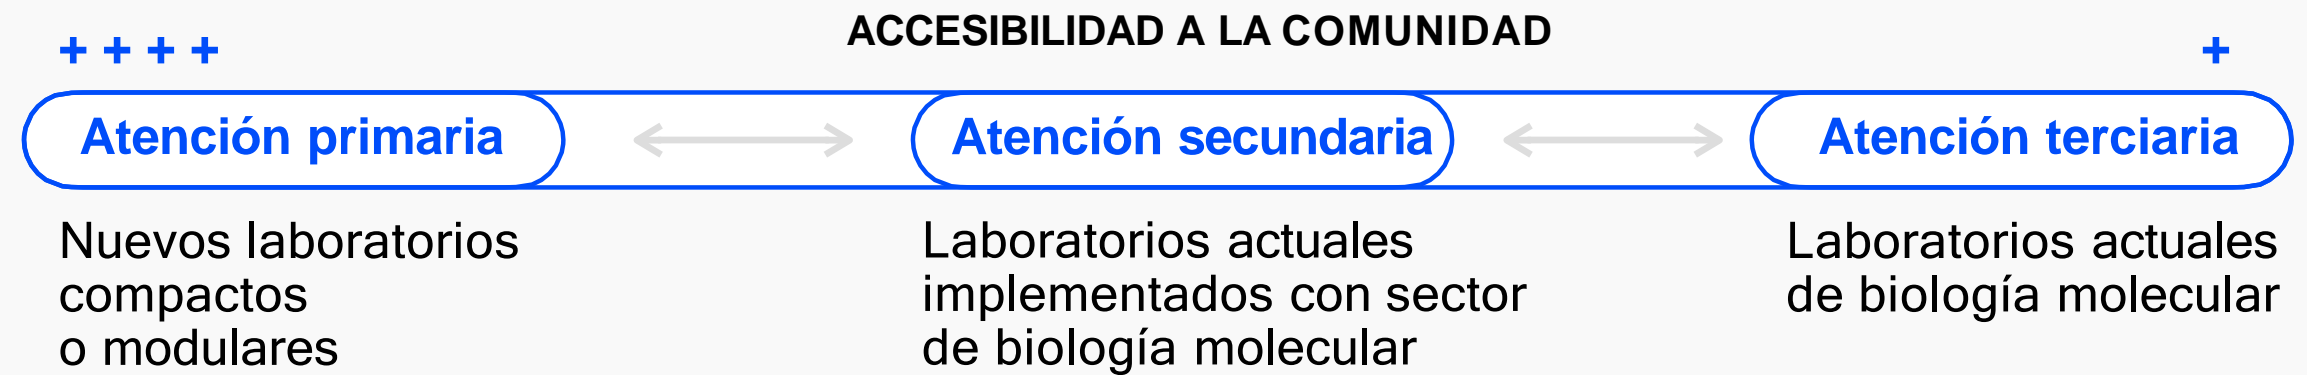 ACCESIBILIDAD A LA COMUNIDAD
+ + + +
+
Atención primaria
Atención secundaria
Atención terciaria
Nuevos laboratorios
compactos
o modulares
Laboratorios actuales
implementados con sector
de biología molecular
Laboratorios actuales
de biología molecular